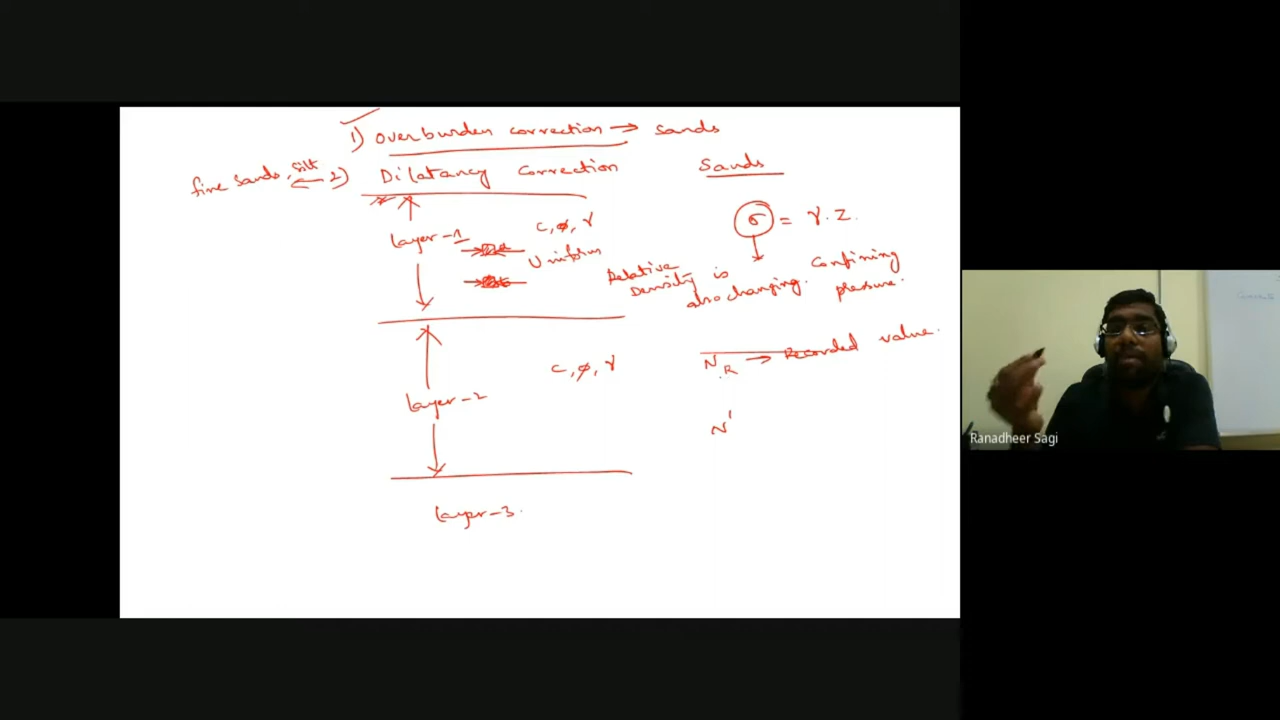 1) Overburden correction → Sands
fine Sands, silt ← 2) Dilatancy Correction
Sands
Layer-1
c, φ, γ
Uniform
σ = γ.Z.
Relative Density is also changing.
Confining pressure.
N_R → Recorded value.
N'
c, φ, γ
Layer-2
Layer-3.
Ranadheer Sagi